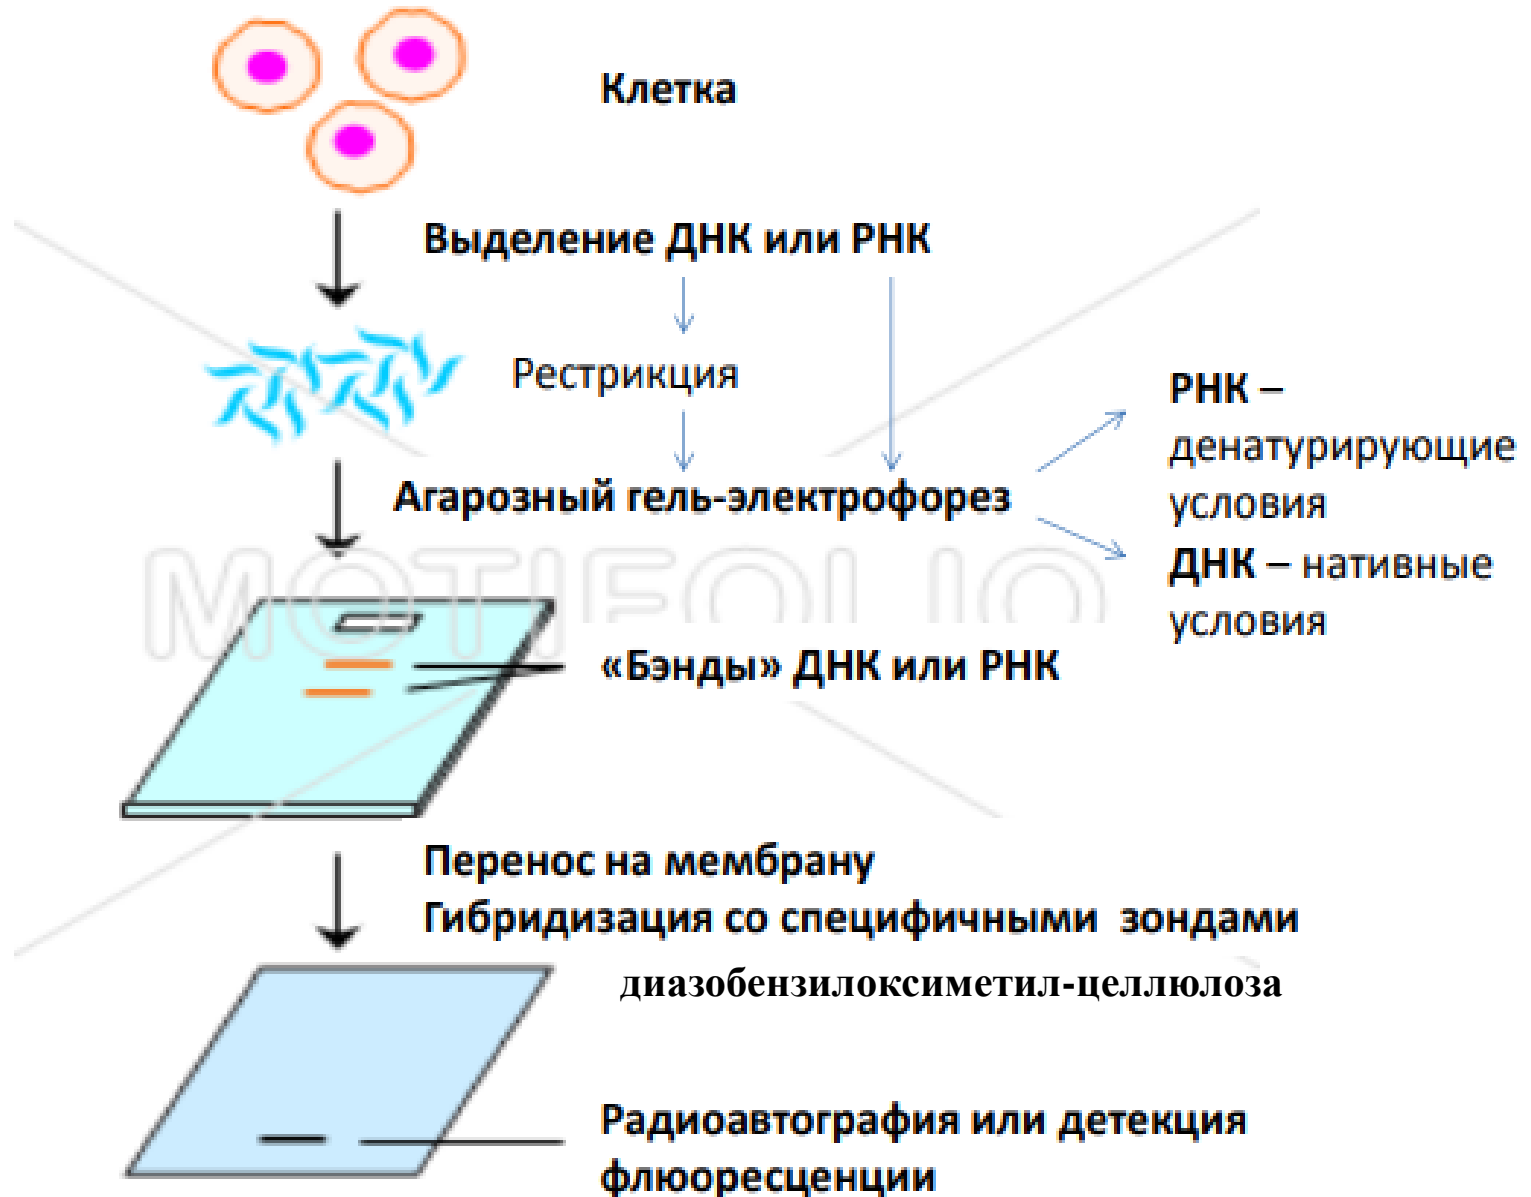 Клетка
Выделение ДНК или РНК
Рестрикция
РНК –
денатурирующие
условия
Агарозный гель-электрофорез
ДНК – нативные
условия
MOTIFOLIO
«Бэнды» ДНК или РНК
Перенос на мембрану
Гибридизация со специфичными зондами
диазобензилоксиметил-целлюлоза
Радиоавтография или детекция
флюоресценции